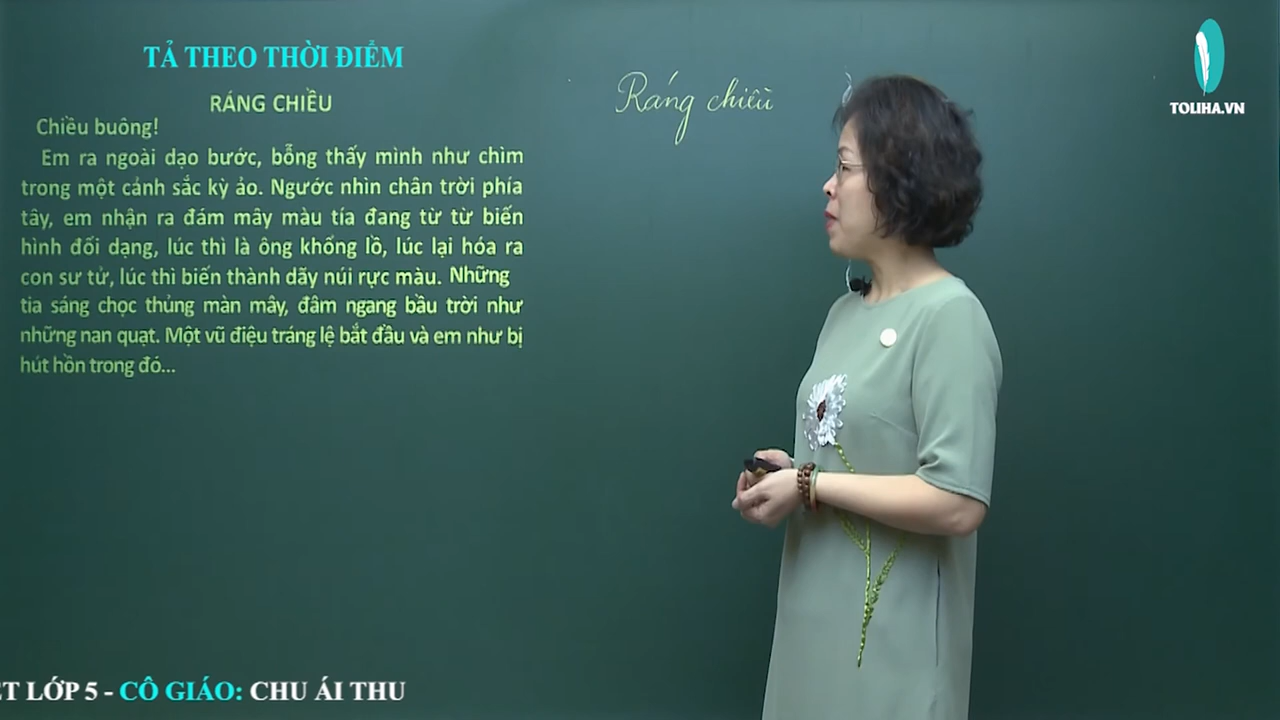 TẢ THEO THỜI ĐIỂM
RÁNG CHIỀU
Chiều buông!
Em ra ngoài dạo bước, bỗng thấy mình như chìm
trong một cảnh sắc kỳ ảo. Ngước nhìn chân trời phía
tây, em nhận ra đám mây màu tía đang từ từ biến
hình đổi dạng, lúc thì là ông khổng lồ, lúc lại hóa ra
con sư tử, lúc thì biến thành dãy núi rực màu. Những
tia sáng chọc thủng màn mây, đâm ngang bầu trời như
những nan quạt. Một vũ điệu tráng lệ bắt đầu và em như bị
hút hồn trong đó...
Ráng chiều
TOLIHA.VN
ẾT LỚP 5 - CÔ GIÁO: CHU ÁI THU